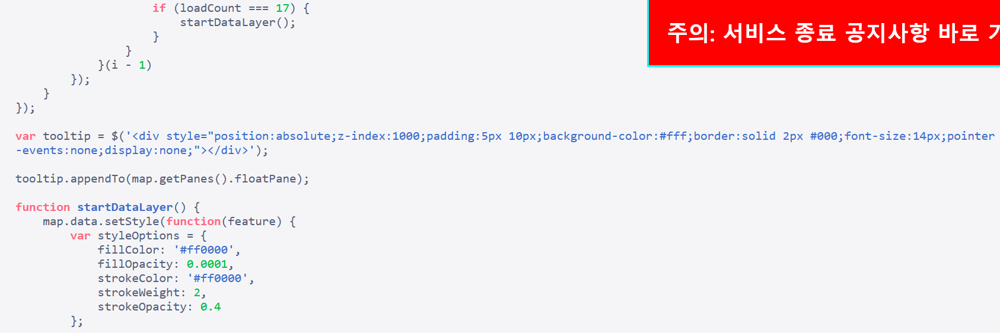 if (loadCount === 17) {
startDataLayer();
}
}
}(i - 1)
});
}
});
주의: 서비스 종료 공지사항 바로
var tooltip = $('<div style="position:absolute;z-index:1000;padding:5px 10px;background-color:#fff;border:solid 2px #000;font-size:14px;pointer
-events:none;display:none;"></div>');
tooltip.appendTo(map.getPanes().floatPane);
function startDataLayer() {
map.data.setStyle(function(feature) {
var styleOptions = {
fillColor: '#ff0000',
fillOpacity: 0.0001,
strokeColor: '#ff0000',
strokeWeight: 2,
strokeOpacity: 0.4
};